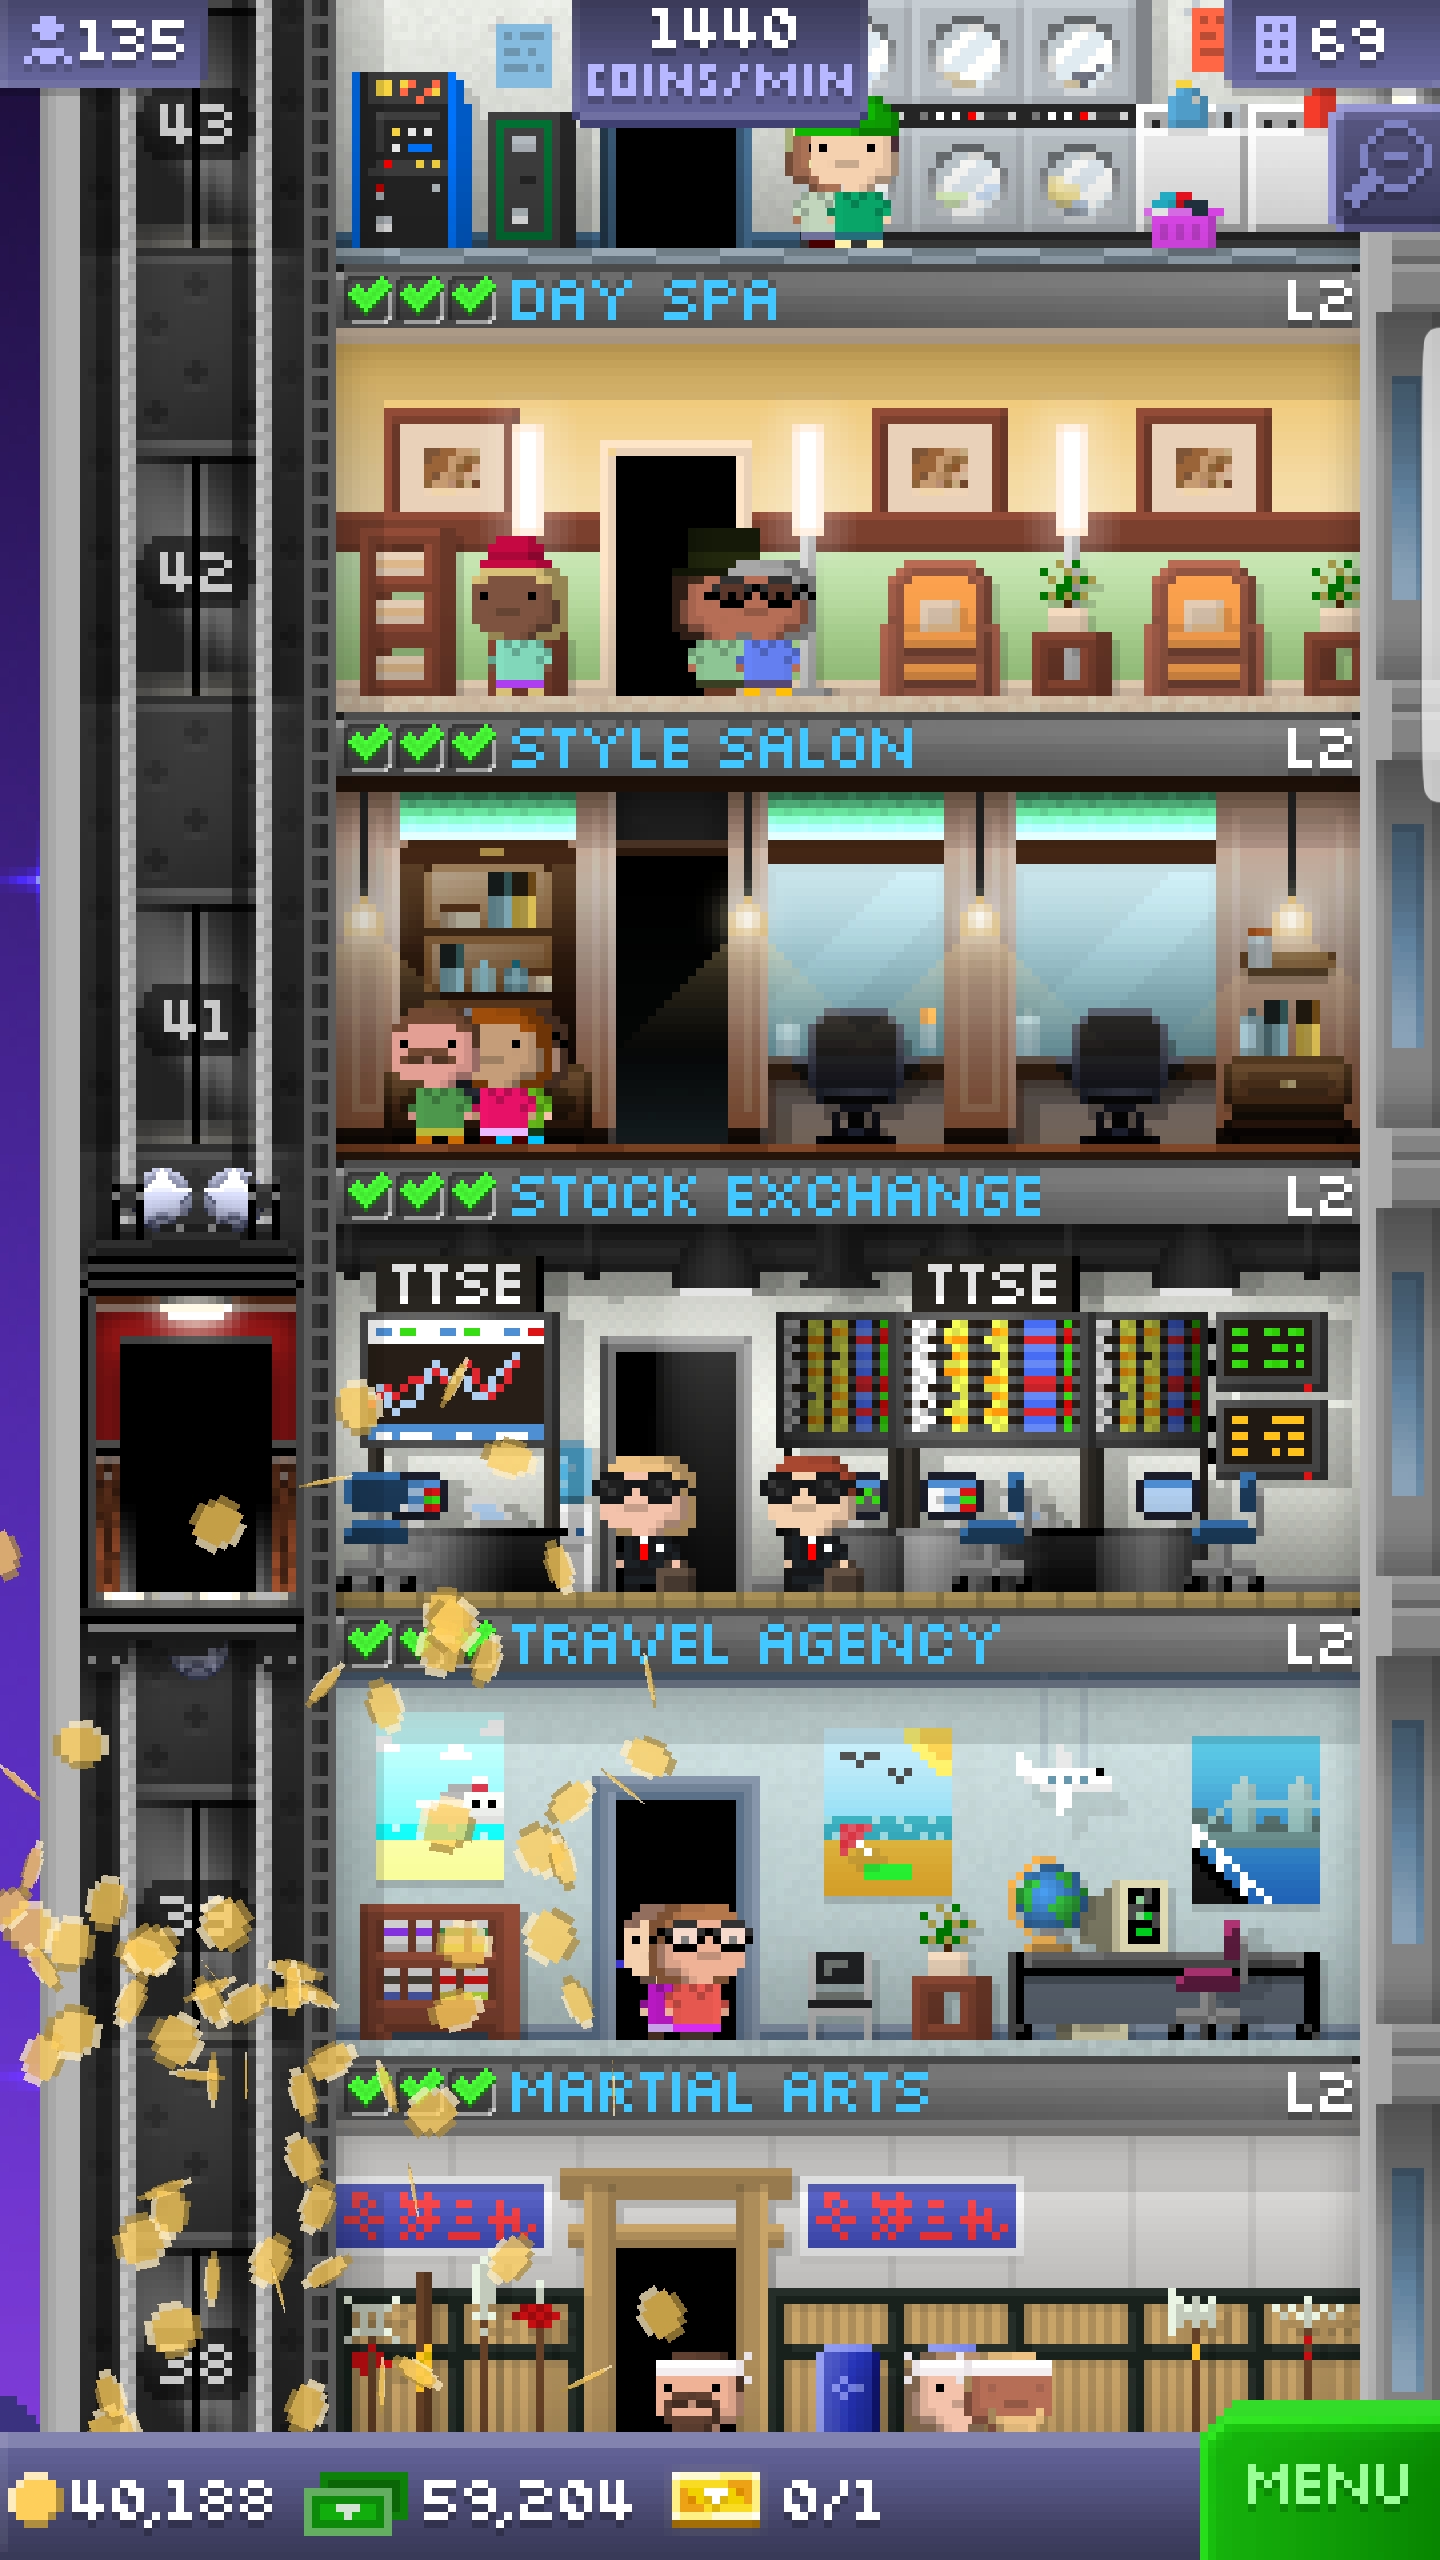 135
1440
COINS/MIN
69
43
DAY SPA L2
42
STYLE SALON L2
41
STOCK EXCHANGE L2
TTSE TTSE
TRAVEL AGENCY L2
MARTIAL ARTS L2
38
40,188 59,204 0/1
MENU